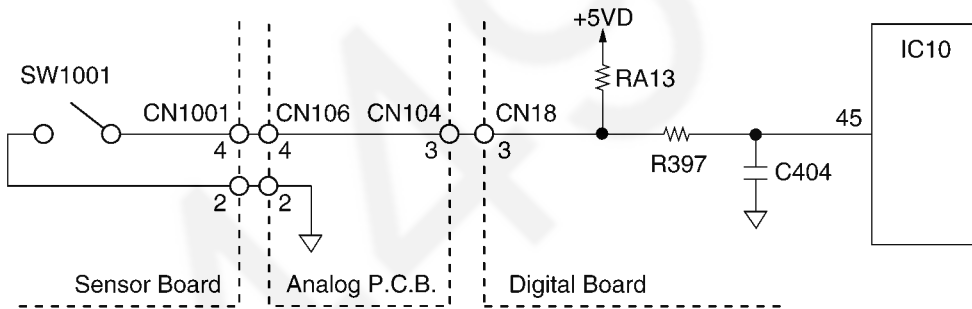 +5VD
IC10
SW1001
RA13
CN1001
CN106
CN104
CN18
45
4
4
3
3
R397
C404
2
2
Sensor Board
Analog P.C.B.
Digital Board